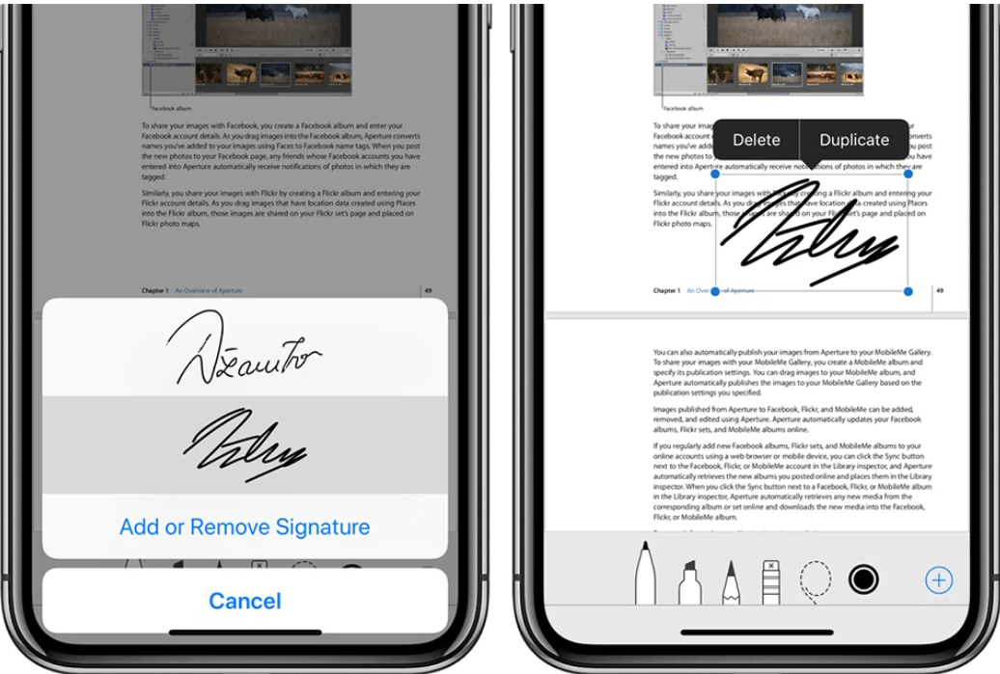 Facebook album
To share your images with Facebook, you create a Facebook album and enter your
Facebook account details. As you drag images into the Facebook album, Aperture converts
names you've added to your images using Faces to Facebook name tags. When you post
the new photos to your Facebook page, any friends whose Facebook accounts you have
entered into Aperture automatically receive notifications of photos in which they are
tagged.
Similarly, you share your images with Flickr by creating a Flickr album and entering your
Flickr account details. As you drag images that have location data created using Places
into the Flickr album, those images are shared on your Flickr set's page and placed on
Flickr photo maps.
Chapter 1 An Overview of Aperture 49
Add or Remove Signature
Cancel
Facebook album
To share your imag
Facebook account
names you've adde
the new photos to
entered into Aperture automatically receive notifications of photos in which they are
tagged.
Delete Duplicate
Similarly, you share your images with Flickr by creating a Flickr album and entering your
Flickr account details. As you drag images that have location data created using Places
into the Flickr album, those images are shared on your Flickr set's page and placed on
Flickr photo maps.
Chapter 1 An Overview of Aperture 49
You can also automatically publish your images from Aperture to your MobileMe Gallery.
To share your images with your MobileMe Gallery, you create a MobileMe album and
specify its publication settings. You can drag images to your MobileMe album, and
Aperture automatically publishes the images to your MobileMe Gallery based on the
publication settings you specified.
Images published from Aperture to Facebook, Flickr, and MobileMe can be added,
removed, and edited using Aperture. Aperture automatically updates your Facebook
albums, Flickr sets, and MobileMe albums online.
If you regularly add new Facebook albums, Flickr sets, and MobileMe albums to your
online accounts using a web browser or mobile device, you can click the Sync button
next to the Facebook, Flickr, or MobileMe account in the Library inspector, and Aperture
automatically retrieves the new albums you posted online and places them in the Library
inspector. When you click the Sync button next to a Facebook, Flickr, or MobileMe album
in the Library inspector, Aperture automatically retrieves any new media from the
corresponding album or set online and downloads the new media into the Facebook,
Flickr, or MobileMe album.